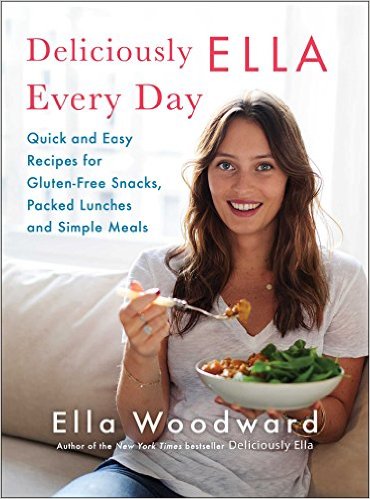 Deliciously ELLA
Every Day
Quick and Easy
Recipes for
Gluten-Free Snacks,
Packed Lunches
and Simple Meals
Ella Woodward
Author of the New York Times bestseller Deliciously Ella